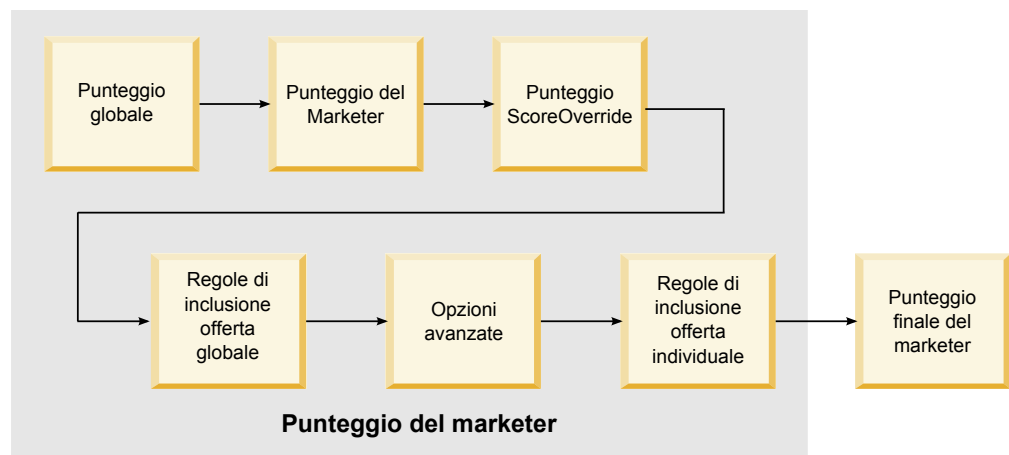 Punteggio
globale
Punteggio del
Marketer
Punteggio
ScoreOverride
Regole di
inclusione
offerta
globale
Opzioni
avanzate
Regole di
inclusione
offerta
individuale
Punteggio
finale del
marketer
Punteggio del marketer